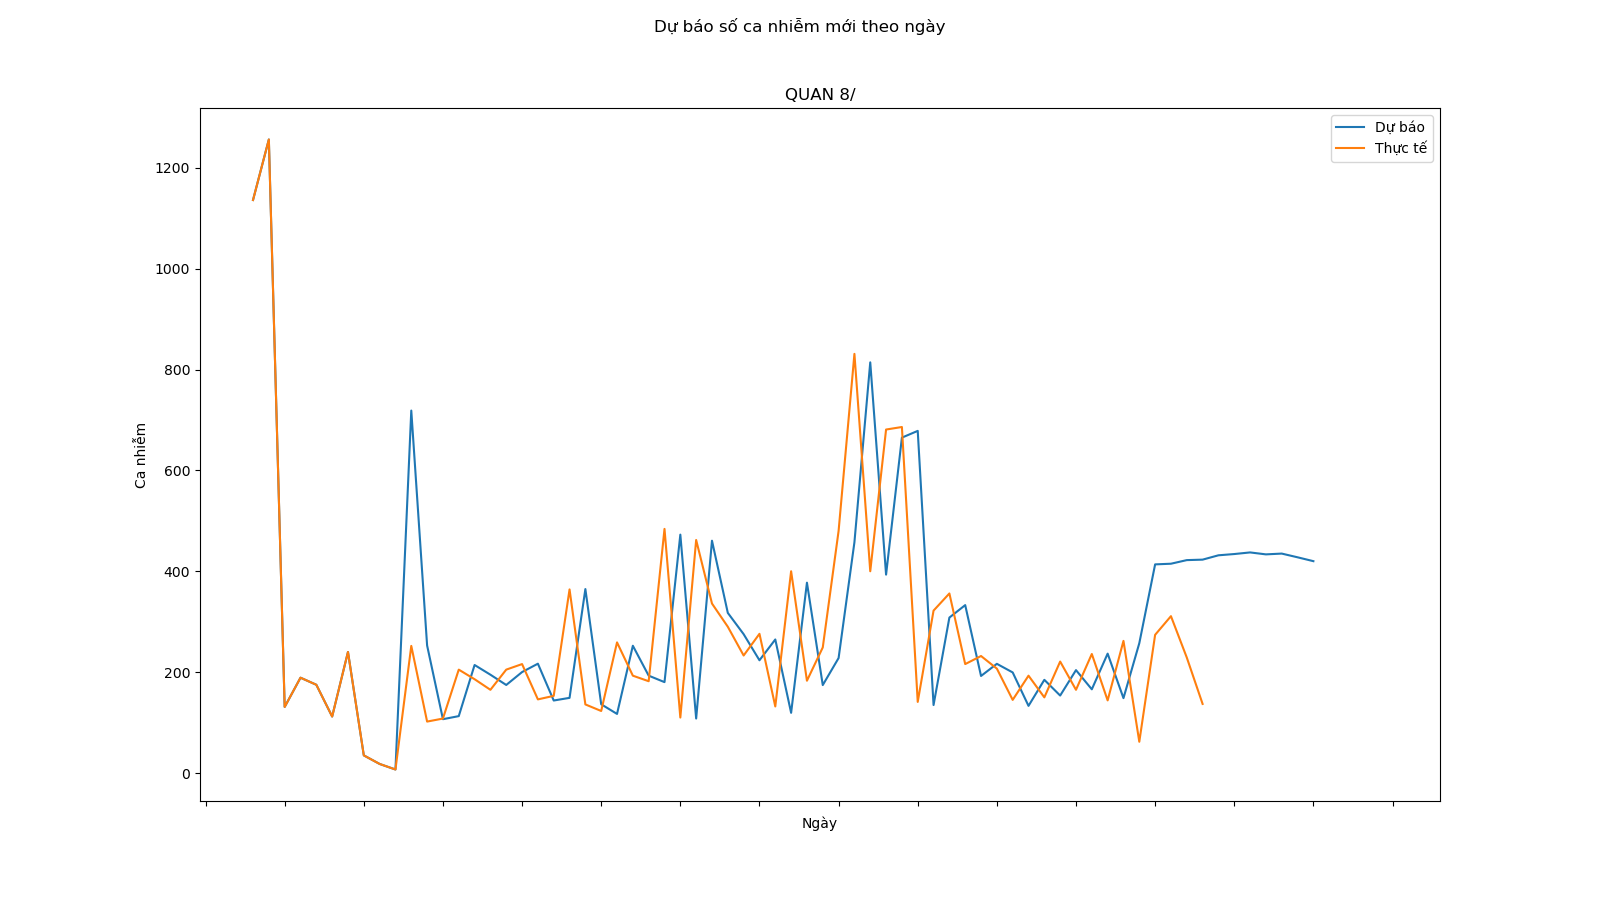 Dự báo số ca nhiễm mới theo ngày
QUAN 8/
Dự báo
Thực tế
1200
1000
800
600
400
200
0
Ca nhiễm
Ngày